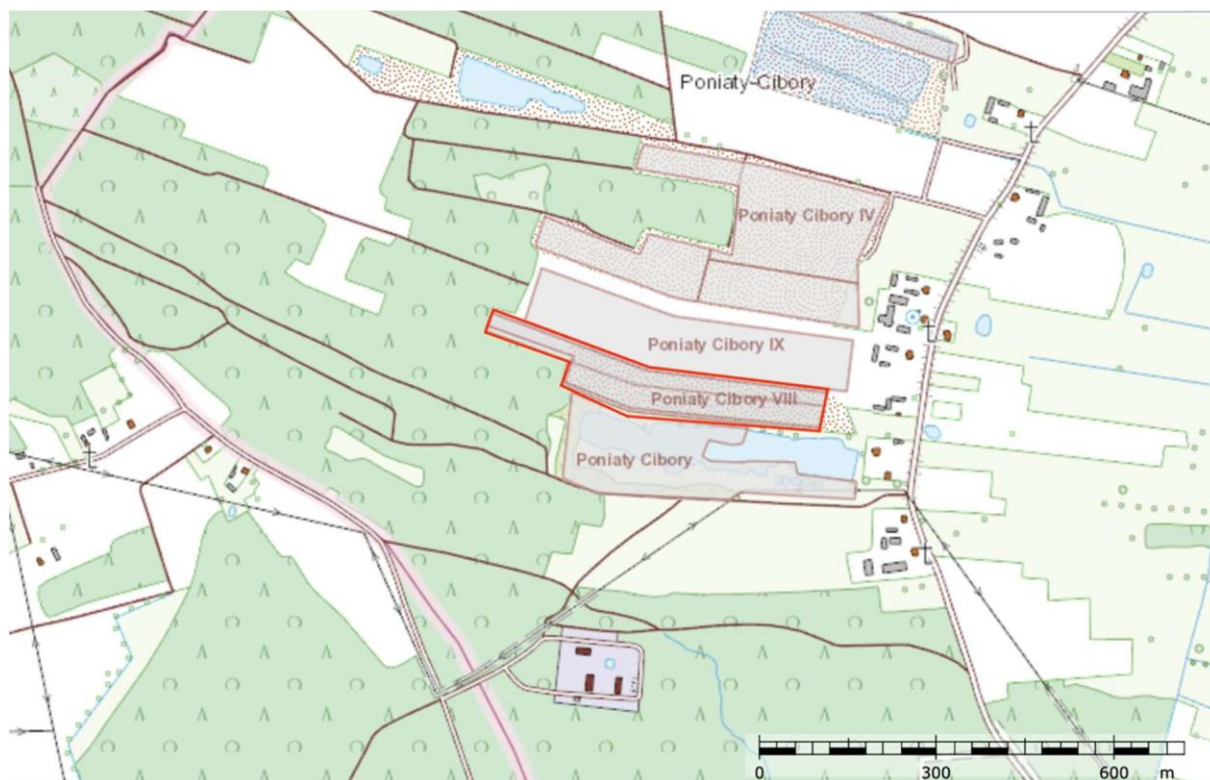 Poniaty-Cibory
Poniaty Cibory IV
Poniaty Cibory IX
Poniaty Cibory VIII
Poniaty Cibory
0 300 600 m